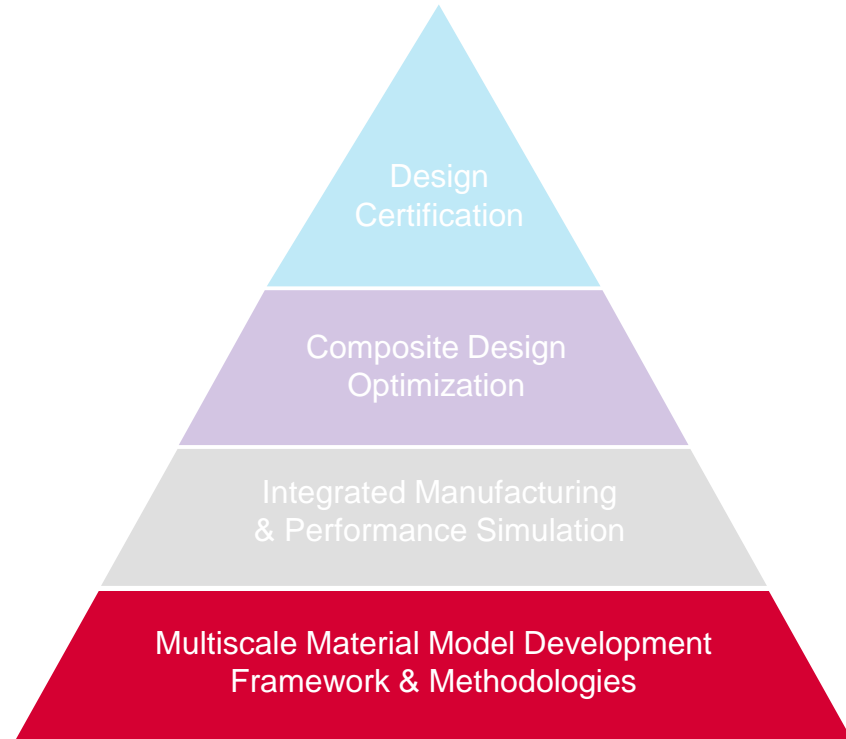 Design
Certification
Composite Design
Optimization
Integrated Manufacturing
& Performance Simulation
Multiscale Material Model Development
Framework & Methodologies